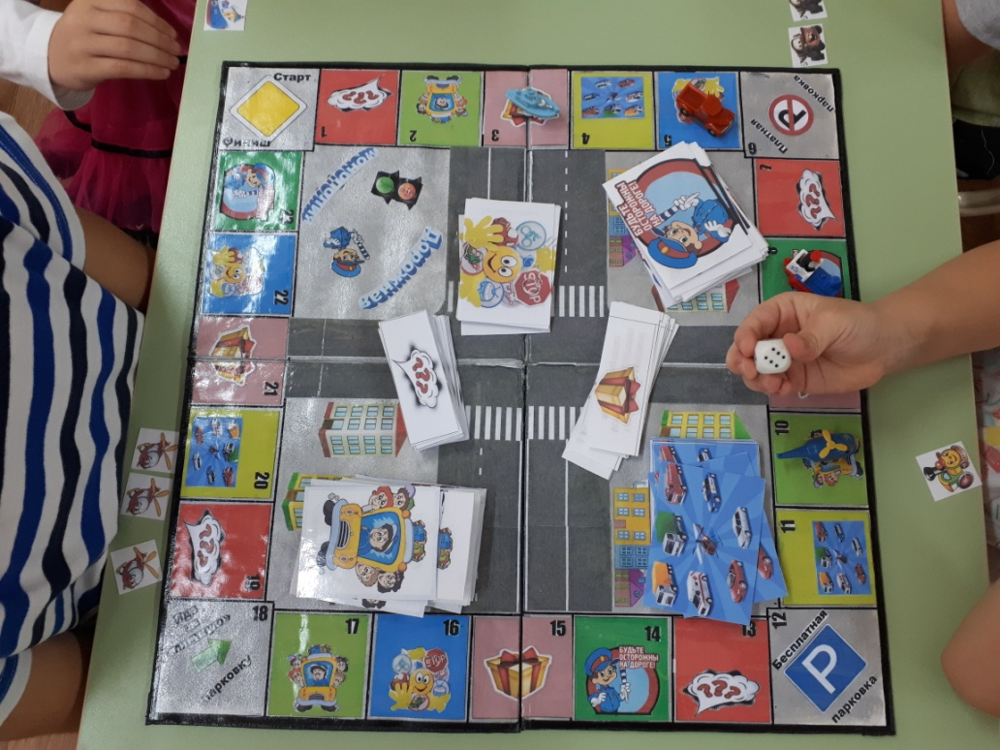 Старт
Финиш
1
2
3
4
5
Платная
парковка
6
7
8
10
11
12
Бесплатная
парковка
P
13
14
БУДЬТЕ
ОСТОРОЖНЫ
НА ДОРОГЕ!
15
16
STOP
17
18
парковку
19
20
21
22
23
Дорожная
монополия
STOP
БУДЬТЕ
ОСТОРОЖНЫ
НА ДОРОГЕ!
???